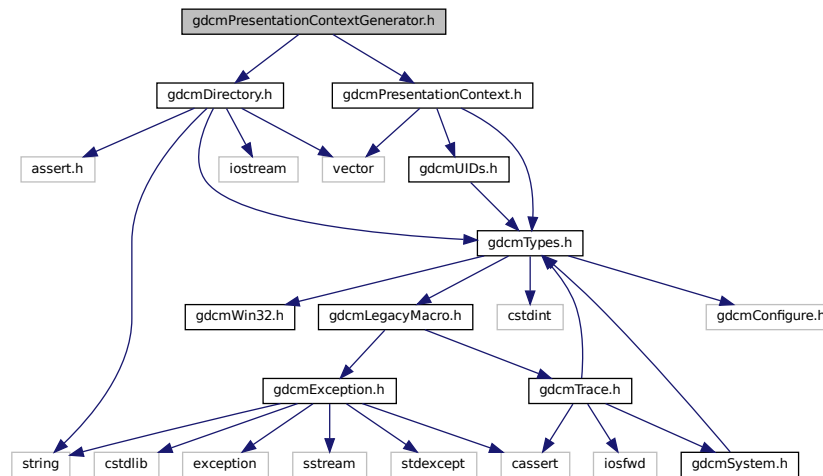 gdcmPresentationContextGenerator.h
gdcmDirectory.h
gdcmPresentationContext.h
assert.h
iostream
vector
gdcmUIDs.h
gdcmTypes.h
gdcmWin32.h
gdcmLegacyMacro.h
cstdint
gdcmConfigure.h
gdcmException.h
gdcmTrace.h
string
cstdlib
exception
sstream
stdexcept
cassert
iosfwd
gdcmSystem.h